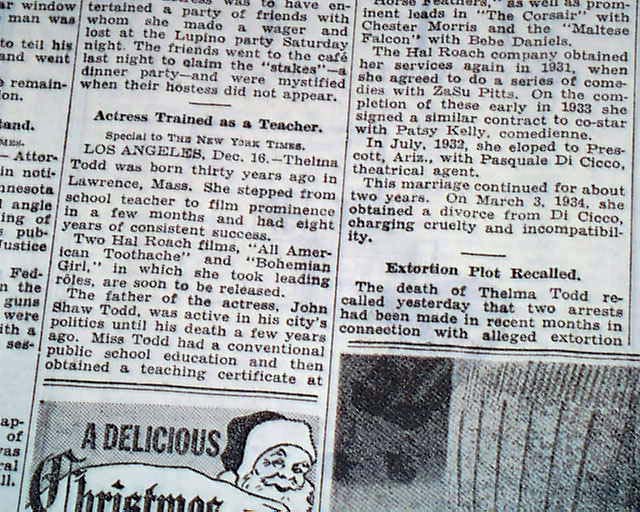 ar window
man was
to tell his
and went
remain-
ion.
tand.
MES.
— Attor-
in noti-
nnesota
angle
ing of
pub-
Justice
Fed-
n the
guns
were
ith a
ses-
ap-
of
was
ral
ll.
was to have en-
tertained a party of friends with
whom she made a wager and
lost at the Lupino party Saturday
night. The friends went to the café
last night to claim the "stakes"—a
dinner party—and were mystified
when their hostess did not appear.
Actress Trained as a Teacher.
Special to THE NEW YORK TIMES.
LOS ANGELES, Dec. 16.—Thelma
Todd was born thirty years ago in
Lawrence, Mass. She stepped from
school teacher to film prominence
in a few months and had eight
years of consistent success.
Two Hal Roach films, "All Amer-
ican Toothache" and "Bohemian
Girl," in which she took leading
rôles, are soon to be released.
The father of the actress, John
Shaw Todd, was active in his city's
politics until his death a few years
ago. Miss Todd had a conventional
public school education and then
obtained a teaching certificate at
A DELICIOUS
Christmas
"Horse Feathers," as well as prom-
inent leads in "The Corsair" with
Chester Morris and the "Maltese
Falcon" with Bebe Daniels.
The Hal Roach company obtained
her services again in 1931, when
she agreed to do a series of come-
dies with ZaSu Pitts. On the com-
pletion of these early in 1933 she
signed a similar contract to co-star
with Patsy Kelly, comedienne.
In July, 1932, she eloped to Pres-
cott, Ariz., with Pasquale Di Cicco,
theatrical agent.
This marriage continued for about
two years. On March 3, 1934, she
obtained a divorce from Di Cicco,
charging cruelty and incompatibil-
ity.
Extortion Plot Recalled.
The death of Thelma Todd re-
called yesterday that two arrests
had been made in recent months in
connection with alleged extortion